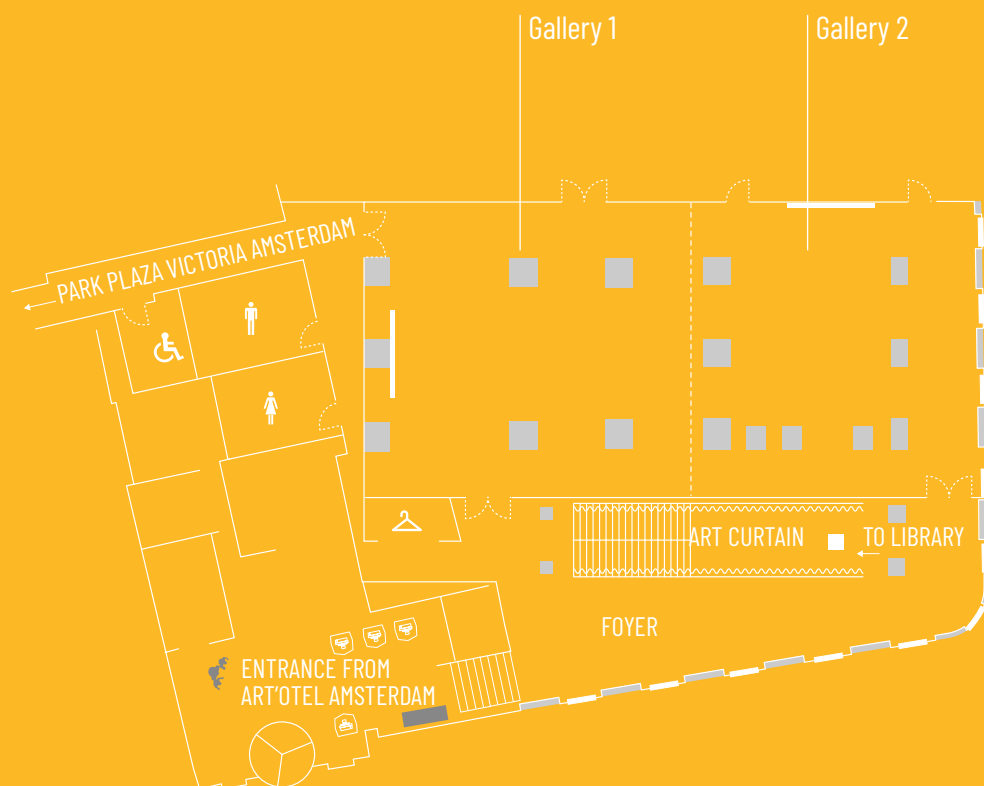 Gallery 1
Gallery 2
PARK PLAZA VICTORIA AMSTERDAM
ART CURTAIN
TO LIBRARY
FOYER
ENTRANCE FROM
ART'OTEL AMSTERDAM